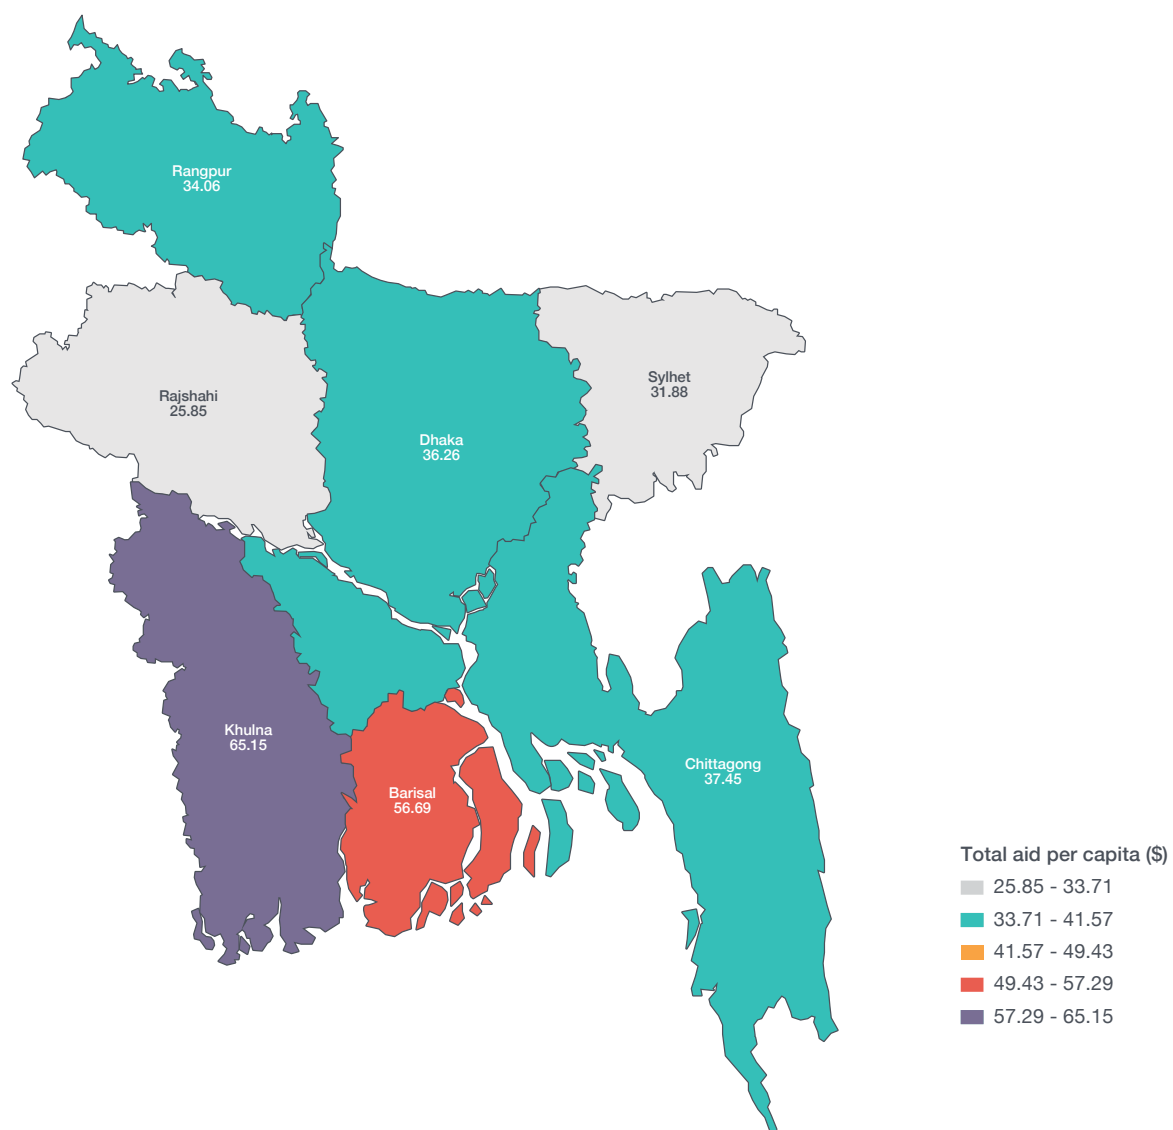 Rangpur
34.06
Rajshahi
25.85
Sylhet
31.88
Dhaka
36.26
Khulna
65.15
Barisal
56.69
Chittagong
37.45
Total aid per capita ($)
25.85 - 33.71
33.71 - 41.57
41.57 - 49.43
49.43 - 57.29
57.29 - 65.15